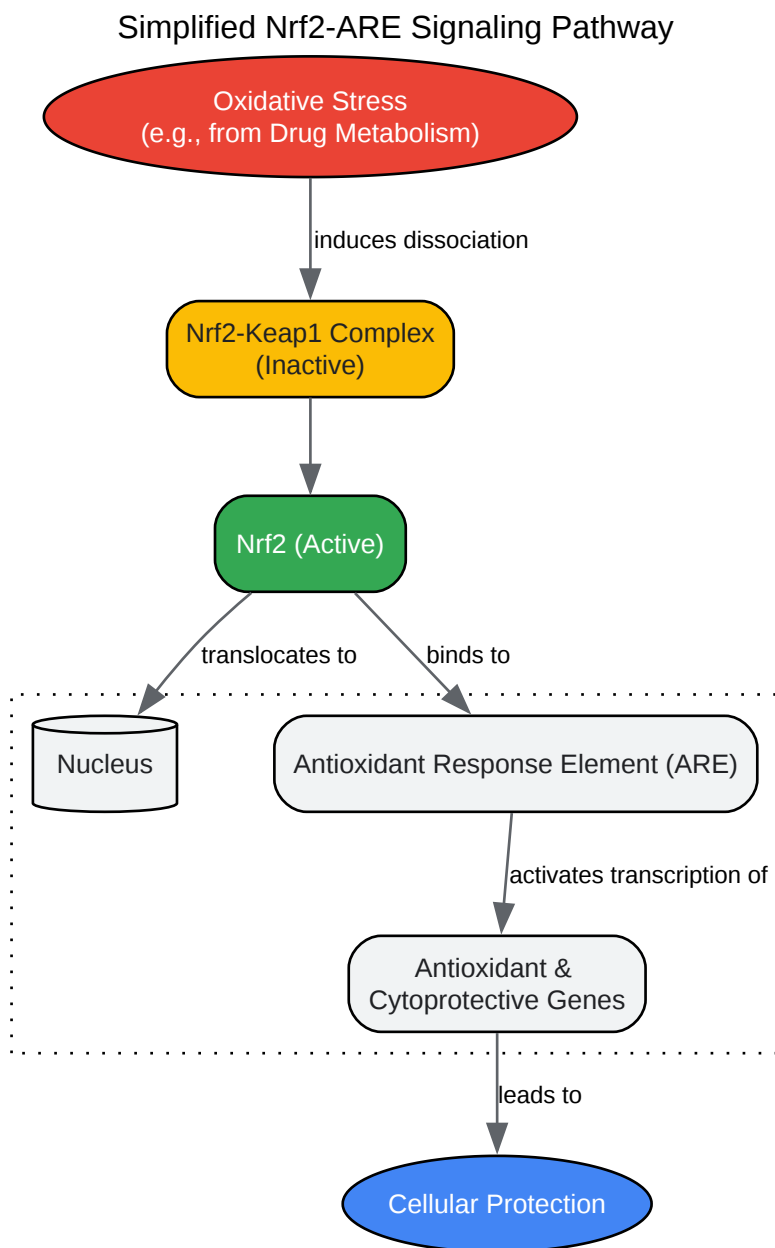 Simplified Nrf2-ARE Signaling Pathway
Oxidative Stress
(e.g., from Drug Metabolism)
induces dissociation
Nrf2-Keap1 Complex
(Inactive)
Nrf2 (Active)
translocates to
binds to
Nucleus
Antioxidant Response Element (ARE)
activates transcription of
Antioxidant &
Cytoprotective Genes
leads to
Cellular Protection